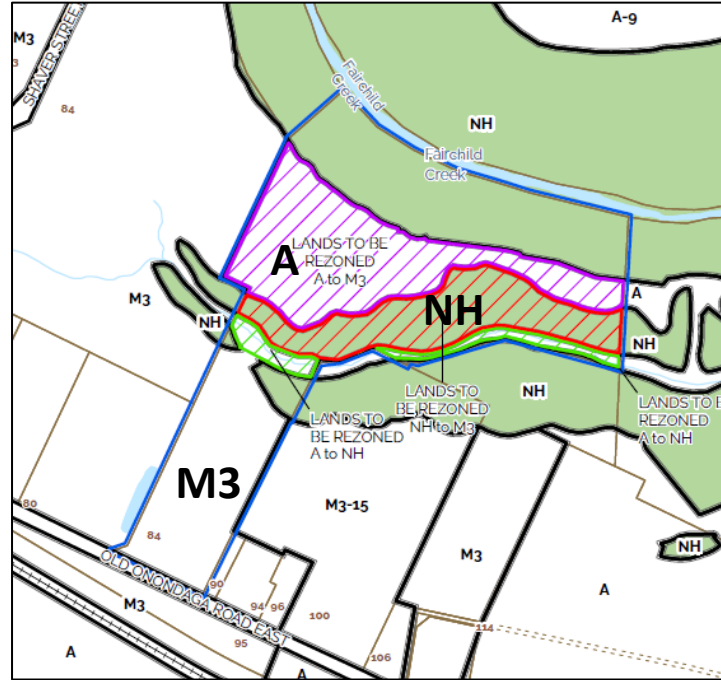 M3
SHAVER STREET
3
84
A-9
Fairchild
Creek
NH
Fairchild
Creek
A
LANDS TO BE
REZONED
A to M3
A
M3
NH
NH
NH
LANDS TO
BE REZONED
A to NH
LANDS TO
BE REZONED
NH to M3
NH
LANDS TO B
BE REZONED
A to NH
M3
M3-15
80
84
M3
NH
OLD ONONDAGA ROAD EAST
90
94
96
100
A
M3
95
106
114
A
A